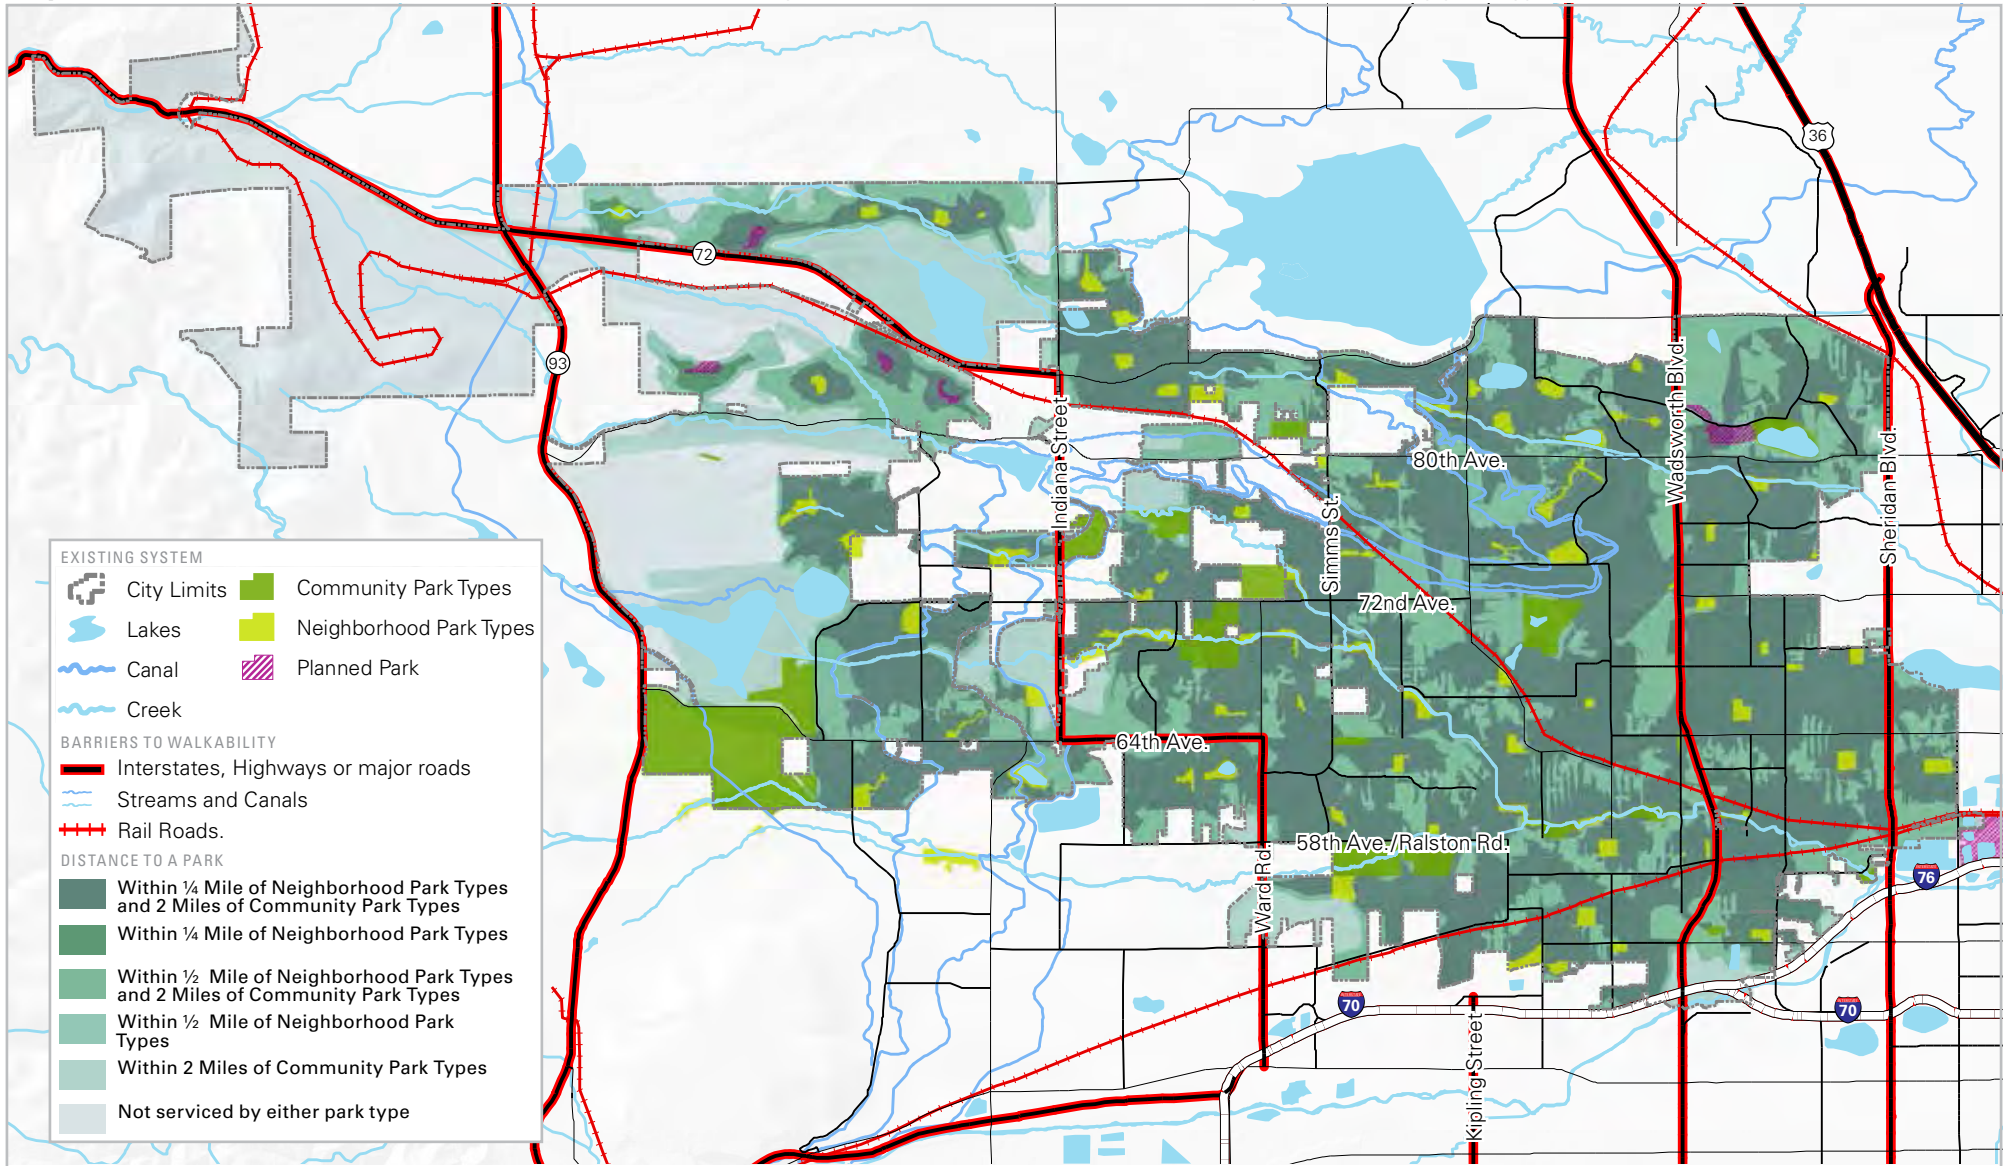 36
72
93
Indiana Street
80th Ave.
Simms St.
Wadsworth Blvd.
Sheridan Blvd.
72nd Ave.
64th Ave.
58th Ave./Ralston Rd.
Ward Rd.
76
70
70
Kipling Street
EXISTING SYSTEM
City Limits
Community Park Types
Lakes
Neighborhood Park Types
Canal
Planned Park
Creek
BARRIERS TO WALKABILITY
Interstates, Highways or major roads
Streams and Canals
Rail Roads.
DISTANCE TO A PARK
Within ¼ Mile of Neighborhood Park Types
and 2 Miles of Community Park Types
Within ¼ Mile of Neighborhood Park Types
Within ½ Mile of Neighborhood Park Types
and 2 Miles of Community Park Types
Within ½ Mile of Neighborhood Park
Types
Within 2 Miles of Community Park Types
Not serviced by either park type